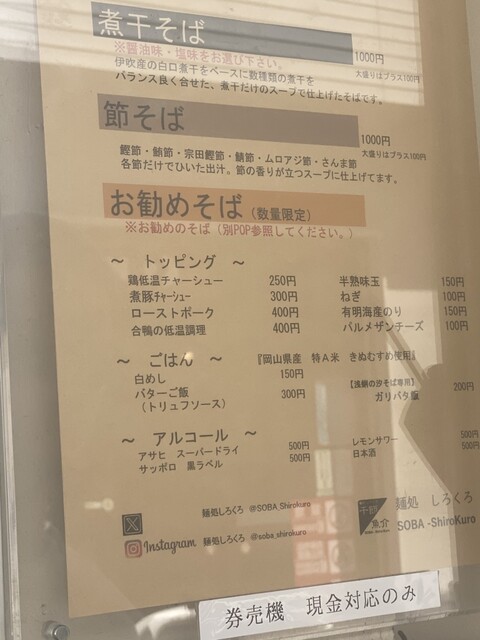 煮干そば
※醤油味・塩味をお選び下さい。 1000円
伊吹産の白口煮干をベースに数種類の煮干を 大盛りはプラス100円
バランス良く合せた、煮干だけのスープで仕上げたそばです。
節そば
1000円
鰹節・鮪節・宗田鰹節・鯖節・ムロアジ節・さんま節 大盛りはプラス100円
各節だけでひいた出汁。節の香りが立つスープに仕上げてます。
お勧めそば（数量限定）
※お勧めのそば（別POP参照してください。）
～ トッピング ～
鶏低温チャーシュー 250円 半熟味玉 150円
煮豚ﾁｬｰｼｭｰ 300円 ねぎ 100円
ローストポーク 400円 有明海産のり 150円
合鴨の低温調理 400円 パルメザンチーズ 100円
～ ごはん ～ 『岡山県産 特A米 きぬむすめ使用』
白めし 150円
バターご飯 300円 【浅蜊の汐そば専用】 200円
（トリュフソース） ガリバタ飯
～ アルコール ～
アサヒ スーパードライ 500円 レモンサワー 500円
サッポロ 黒ラベル 500円 日本酒 500円
麺処しろくろ @SOBA_Shirokuro
Instagram 麺処しろくろ @soba_shirokuro
魚介
麺処 しろくろ
SOBA -ShiroKuro
券売機 現金対応のみ